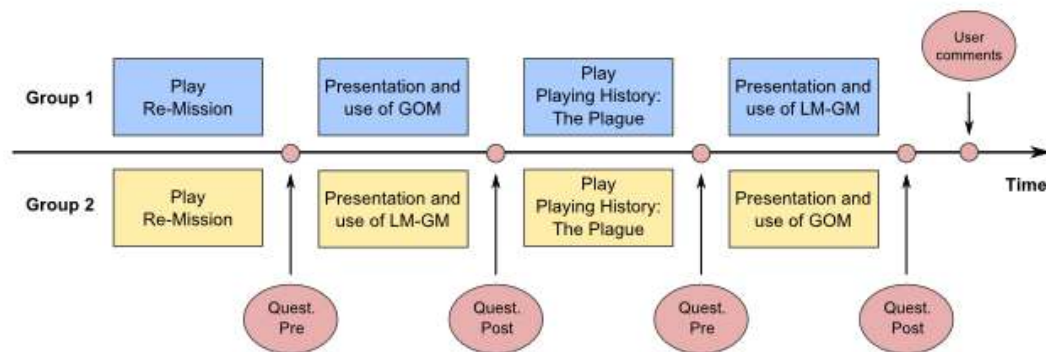 User
comments
Group 1
Play
Re-Mission
Presentation and
use of GOM
Play
Playing History:
The Plague
Presentation and
use of LM-GM
Time
Group 2
Play
Re-Mission
Presentation and
use of LM-GM
Play
Playing History:
The Plague
Presentation and
use of GOM
Quest.
Pre
Quest.
Post
Quest.
Pre
Quest.
Post